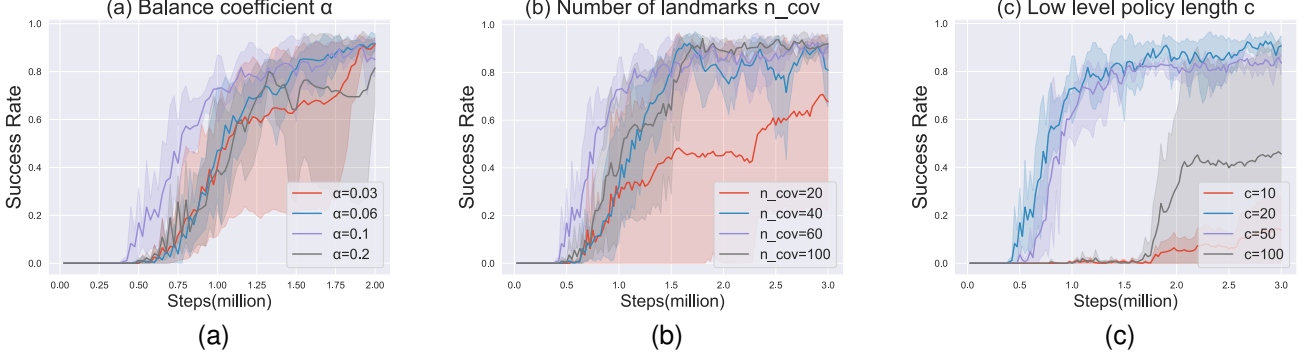 (a) Balance coefficient α
Success Rate
1.0
0.8
0.6
0.4
0.2
0.0
α=0.03
α=0.06
α=0.1
α=0.2
0.00 0.25 0.50 0.75 1.00 1.25 1.50 1.75 2.00
Steps(million)
(a)
(b) Number of landmarks n_cov
Success Rate
1.0
0.8
0.6
0.4
0.2
0.0
n_cov=20
n_cov=40
n_cov=60
n_cov=100
0.0 0.5 1.0 1.5 2.0 2.5 3.0
Steps(million)
(b)
(c) Low level policy length c
Success Rate
1.0
0.8
0.6
0.4
0.2
0.0
c=10
c=20
c=50
c=100
0.0 0.5 1.0 1.5 2.0 2.5 3.0
Steps(million)
(c)